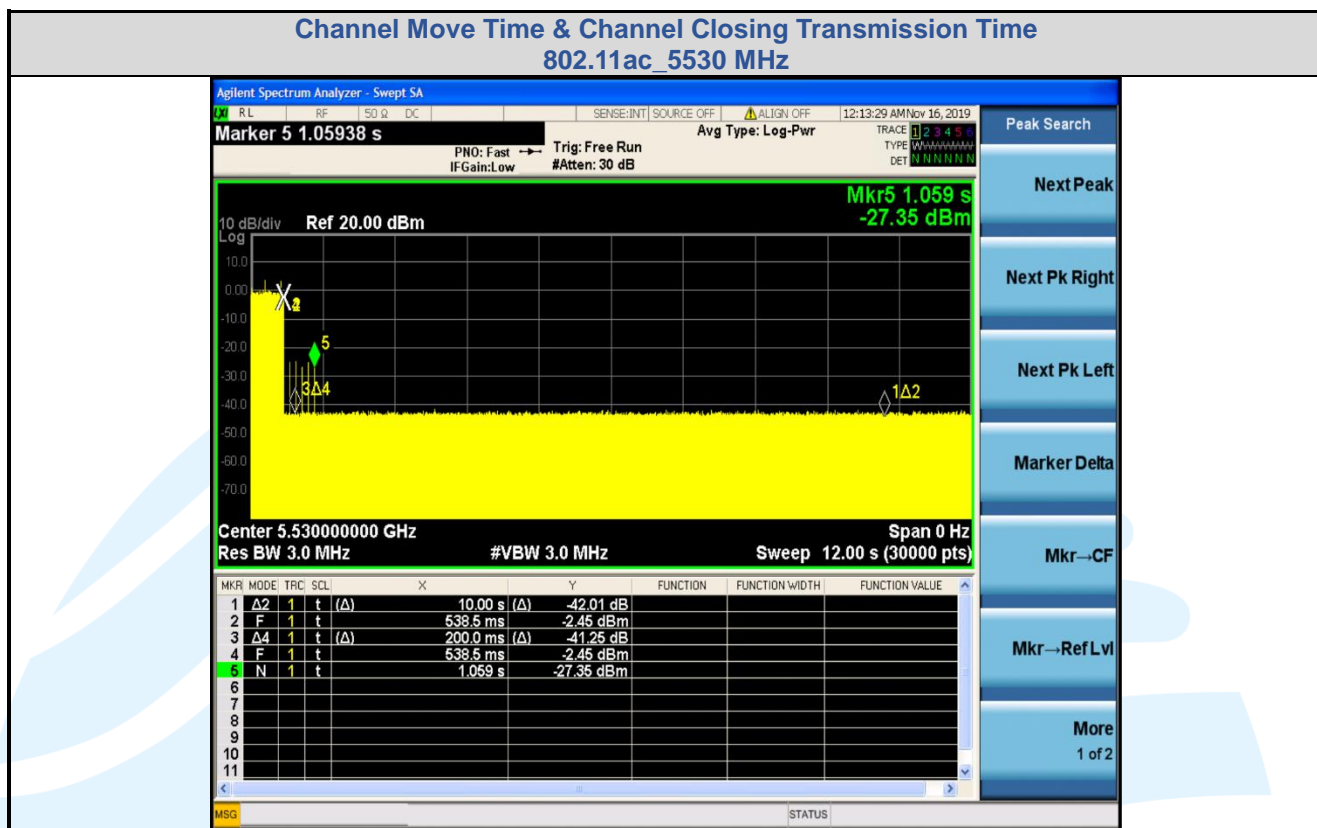 Channel Move Time & Channel Closing Transmission Time
802.11ac_5530 MHz
Agilent Spectrum Analyzer - Swept SA
LXI RL RF 50 Ω DC SENSE:INT SOURCE OFF ALIGN OFF 12:13:29 AM Nov 16, 2019
Marker 5 1.05938 s
PNO: Fast
IFGain:Low
Trig: Free Run
#Atten: 30 dB
Avg Type: Log-Pwr
TRACE 1 2 3 4 5 6
TYPE WWWWWWW
DET N N N N N N
Peak Search
Next Peak
Next Pk Right
Next Pk Left
Marker Delta
Mkr→CF
Mkr→Ref Lvl
More
1 of 2
Mkr5 1.059 s
-27.35 dBm
10 dB/div Ref 20.00 dBm
Log
10.0
0.00
-10.0
-20.0
-30.0
-40.0
-50.0
-60.0
-70.0
5
3Δ4
1Δ2
Center 5.530000000 GHz Span 0 Hz
Res BW 3.0 MHz #VBW 3.0 MHz Sweep 12.00 s (30000 pts)
MKR MODE TRC SCL X Y FUNCTION FUNCTION WIDTH FUNCTION VALUE
1 Δ2 1 t (Δ) 10.00 s (Δ) -42.01 dB
2 F 1 t 538.5 ms -2.45 dBm
3 Δ4 1 t (Δ) 200.0 ms (Δ) -41.25 dB
4 F 1 t 538.5 ms -2.45 dBm
5 N 1 t 1.059 s -27.35 dBm
6
7
8
9
10
11
MSG STATUS